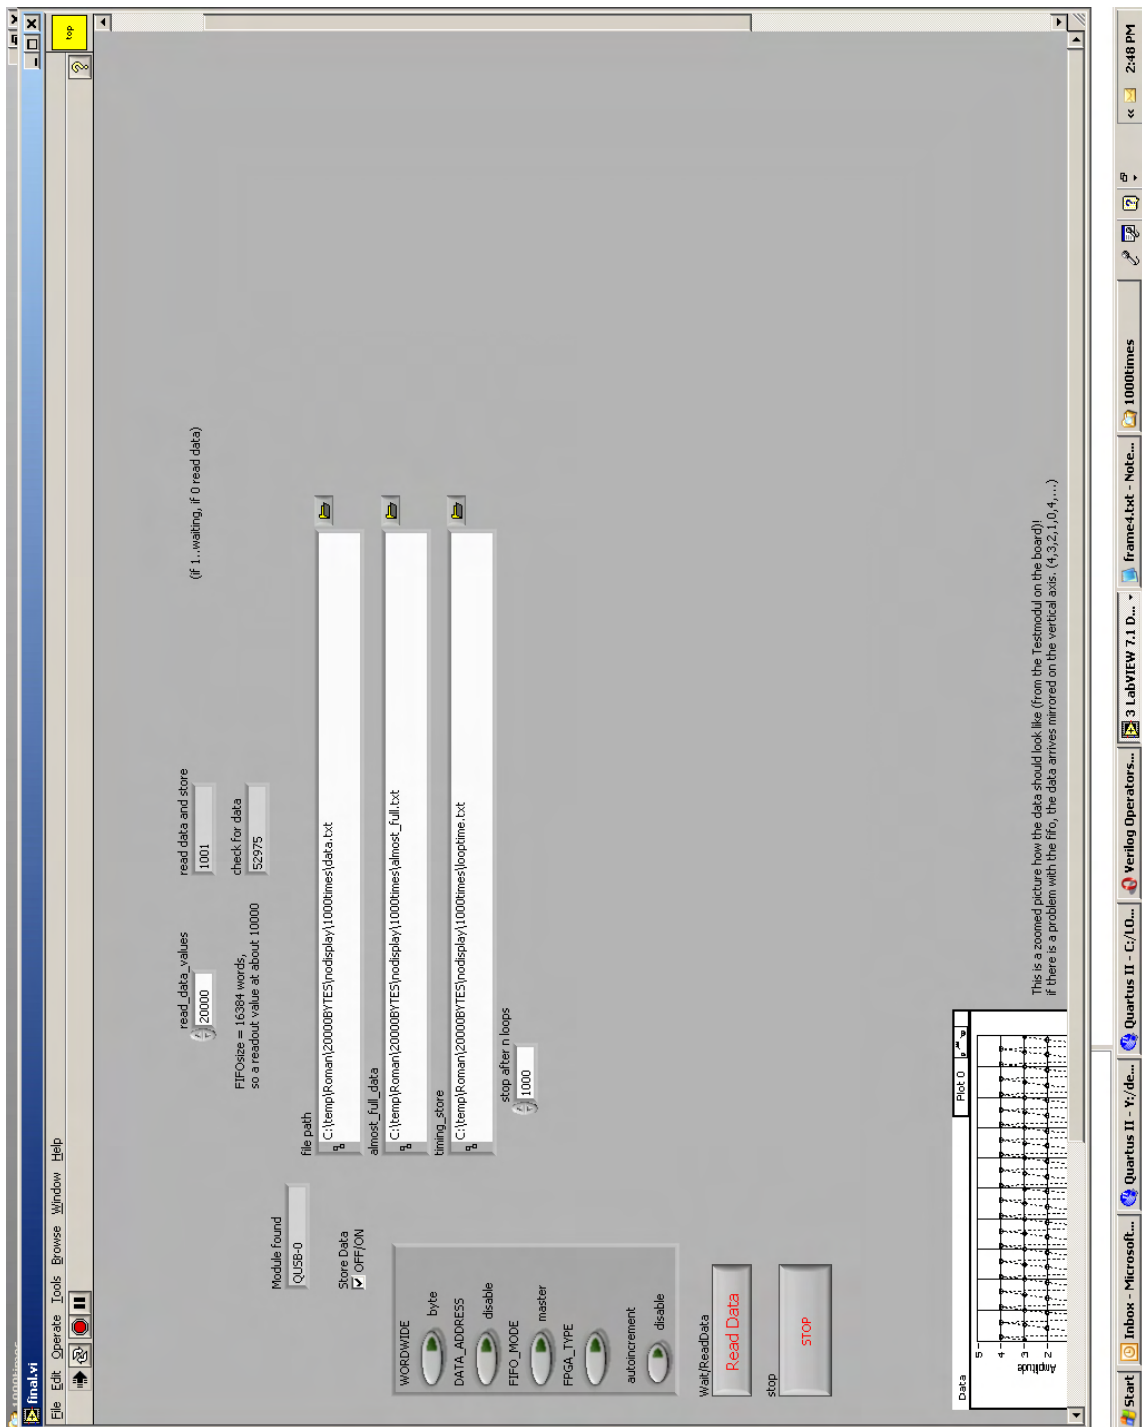 final.vi
File Edit Operate Tools Browse Window Help
top
read_data_values
20000
read data and store
1001
(if 1..waiting, if 0 read data)
FIFOsize = 16384 words,
so a readout value at about 10000
check for data
52975
Module found
QUSB-0
file path
C:\temp\Roman\20000BYTES\nodisplay\1000times\data.txt
Store Data
OFF/ON
almost_full_data
C:\temp\Roman\20000BYTES\nodisplay\1000times\almost_full.txt
timing_store
C:\temp\Roman\20000BYTES\nodisplay\1000times\looptime.txt
stop after n loops
1000
WORDWIDE
byte
DATA_ADDRESS
disable
FIFO_MODE
master
FPGA_TYPE
autoincrement
disable
Wait/ReadData
Read Data
stop
STOP
Data
Plot 0
Amplitude
5
4
3
2
This is a zoomed picture how the data should look like (from the Testmodul on the board)!
if there is a problem with the fifo, the data arrives mirrored on the vertical axis. (4,3,2,1,0,4,...)
Start
Inbox - Microsoft...
Quartus II - Y:/de...
Quartus II - C:/LO...
Verilog Operators...
3 LabVIEW 7.1 D...
frame4.txt - Note...
1000times
2:48 PM